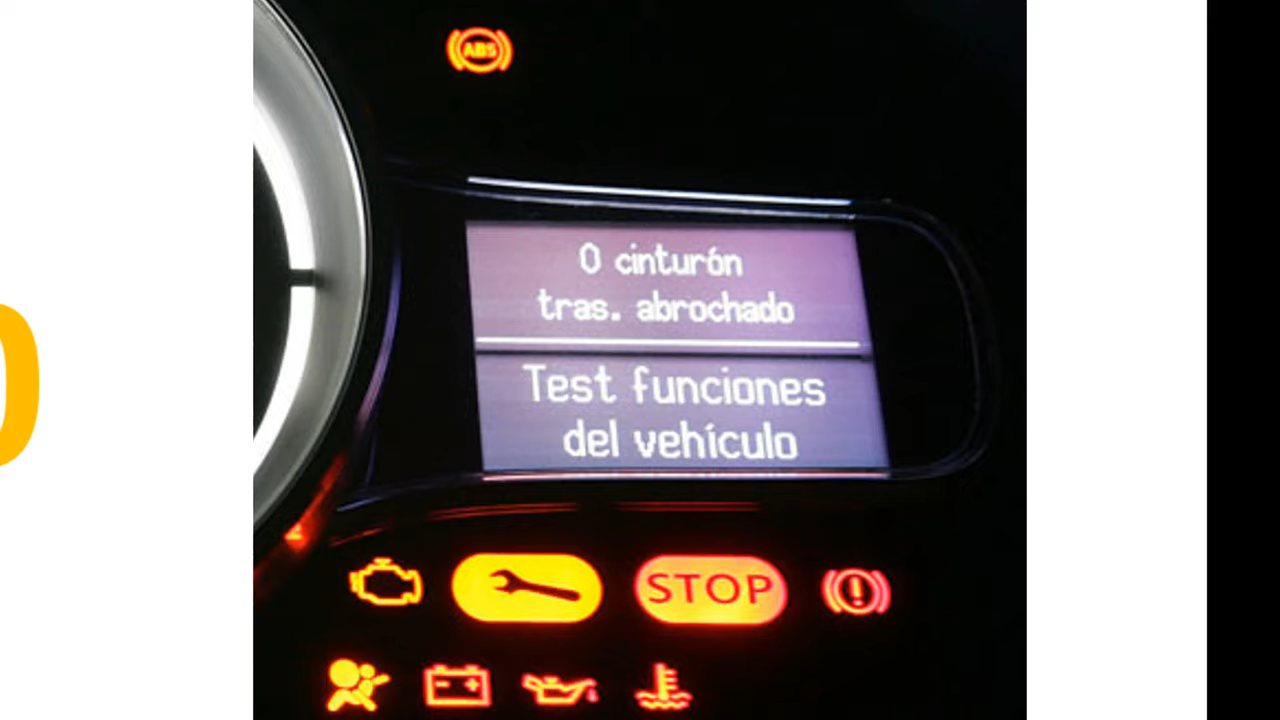 ABS
0 cinturón
tras. abrochado
Test funciones
del vehículo
STOP